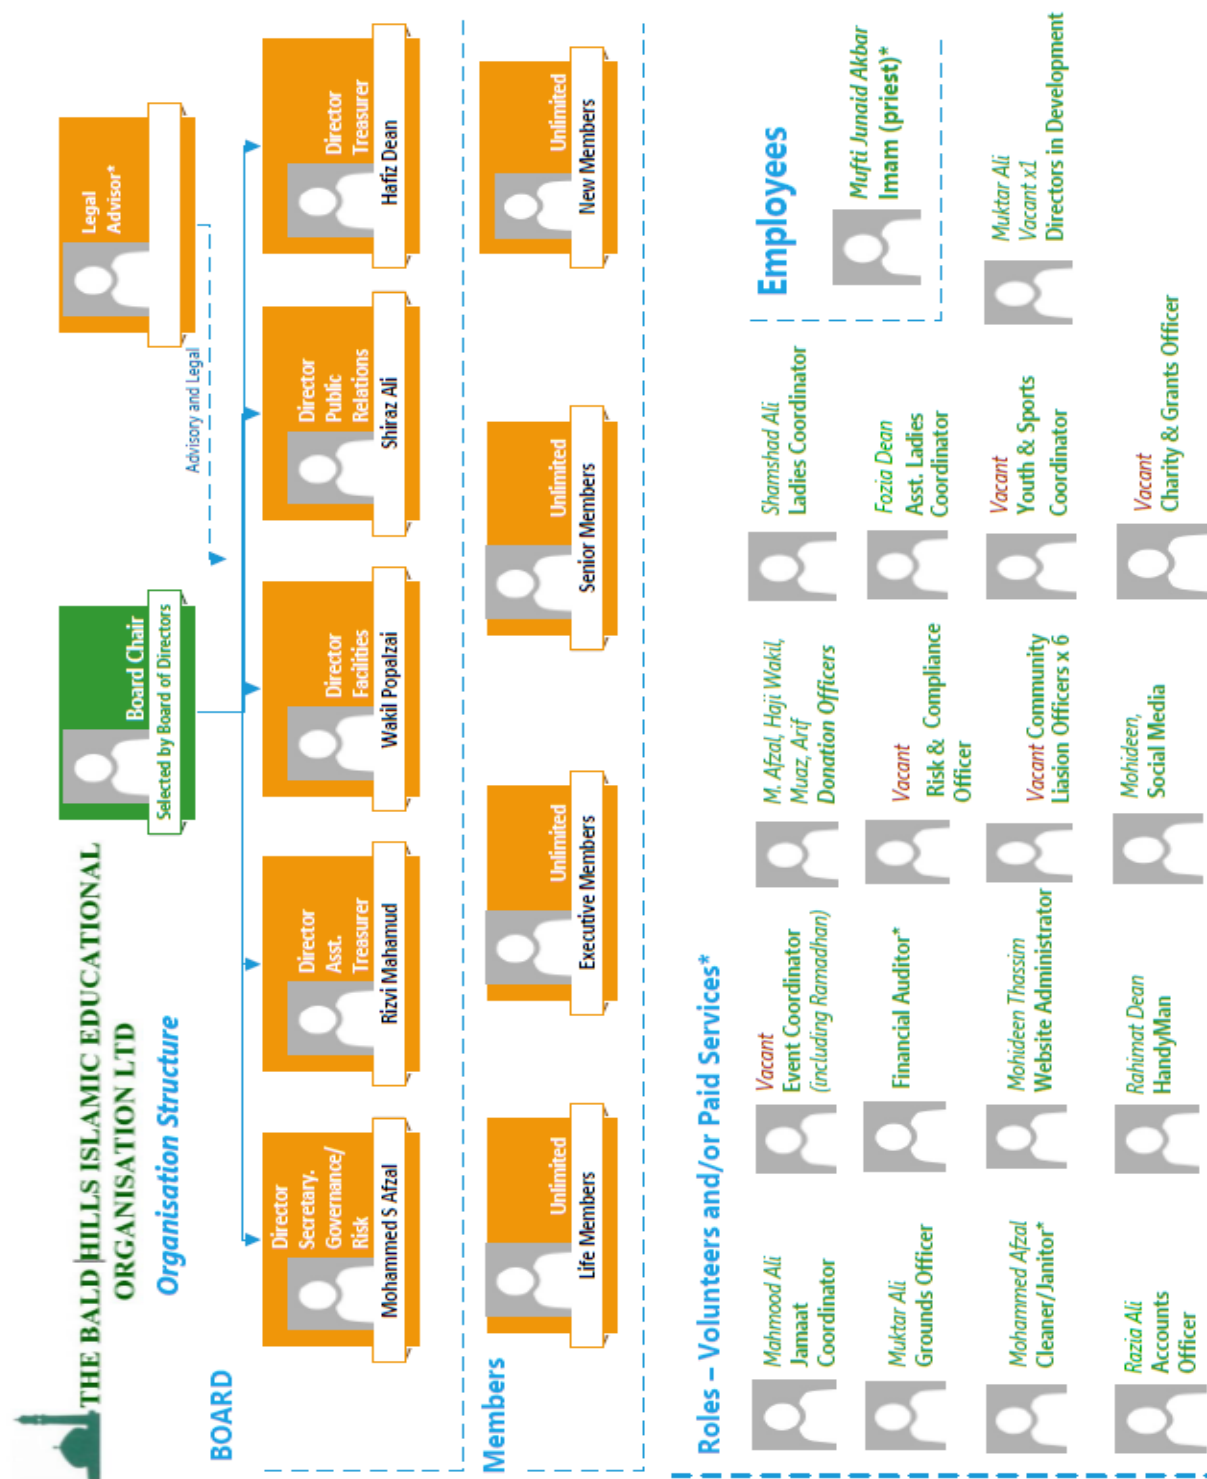 THE BALD HILLS ISLAMIC EDUCATIONAL
ORGANISATION LTD
Organisation Structure
Board Chair
Selected by Board of Directors
Legal
Advisor*
Advisory and Legal
BOARD
Director
Secretary.
Governance/
Risk
Mohammed S Afzal
Director
Asst.
Treasurer
Rizvi Mahamud
Director
Facilities
Wakil Popalzai
Director
Public
Relations
Shiraz Ali
Director
Treasurer
Hafiz Dean
Members
Unlimited
Life Members
Unlimited
Executive Members
Unlimited
Senior Members
Unlimited
New Members
Roles – Volunteers and/or Paid Services*
Mahmood Ali
Jamaat
Coordinator
Vacant
Event Coordinator
(including Ramadhan)
M. Afzal, Haji Wakil,
Muaz, Arif
Donation Officers
Shamshad Ali
Ladies Coordinator
Employees
Mufti Junaid Akbar
Imam (priest)*
Muktar Ali
Grounds Officer
Financial Auditor*
Vacant
Risk & Compliance
Officer
Fozia Dean
Asst. Ladies
Coordinator
Mohammed Afzal
Cleaner/Janitor*
Mohideen Thassim
Website Administrator
Vacant Community
Liasion Officers x 6
Vacant
Youth & Sports
Coordinator
Muktar Ali
Vacant x1
Directors in Development
Razia Ali
Accounts
Officer
Rahimat Dean
HandyMan
Mohideen,
Social Media
Vacant
Charity & Grants Officer